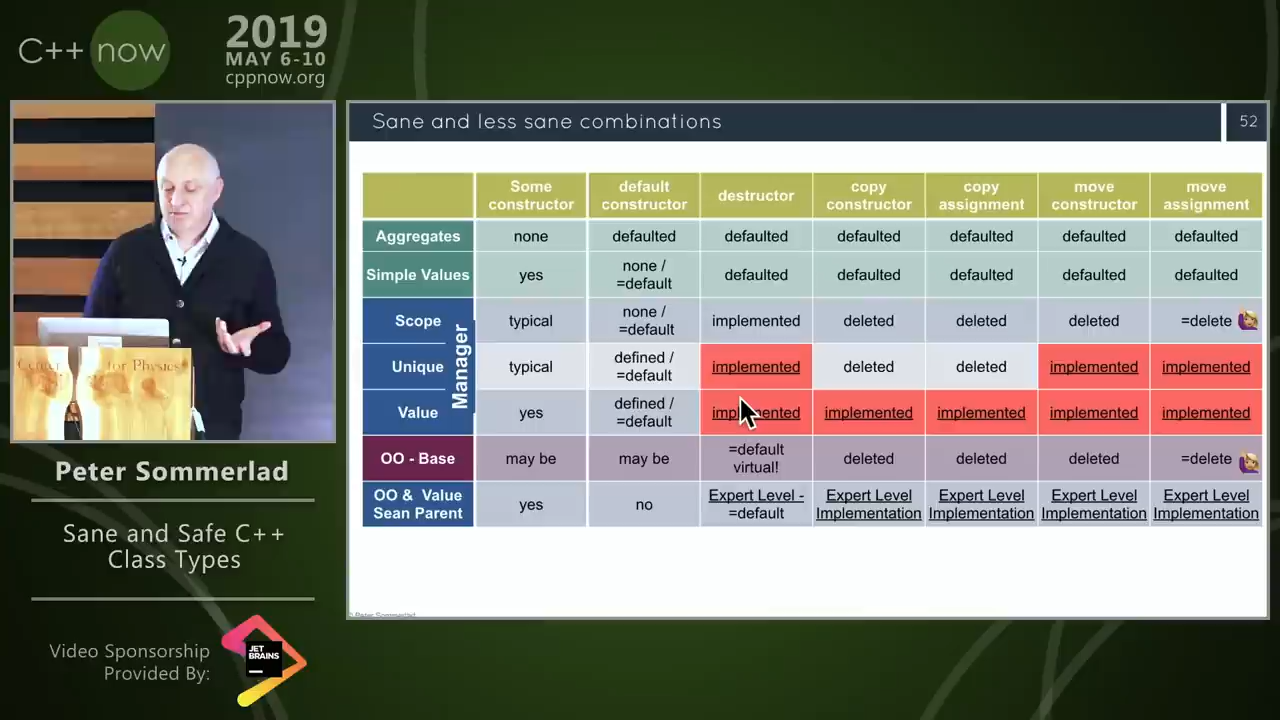 C++ now
2019
MAY 6-10
cppnow.org
Center for Physics
Peter Sommerlad
Sane and Safe C++
Class Types
Video Sponsorship
Provided By:
JET
BRAINS
Sane and less sane combinations
52
Some
constructor
default
constructor
destructor
copy
constructor
copy
assignment
move
constructor
move
assignment
Aggregates none defaulted defaulted defaulted defaulted defaulted defaulted
Simple Values yes none /
=default defaulted defaulted defaulted defaulted defaulted
Manager
Scope typical none /
=default implemented deleted deleted deleted =delete
Unique typical defined /
=default implemented deleted deleted implemented implemented
Value yes defined /
=default implemented implemented implemented implemented implemented
OO - Base may be may be =default
virtual! deleted deleted deleted =delete
OO & Value
Sean Parent yes no Expert Level -
=default Expert Level
Implementation Expert Level
Implementation Expert Level
Implementation Expert Level
Implementation
© Peter Sommerlad